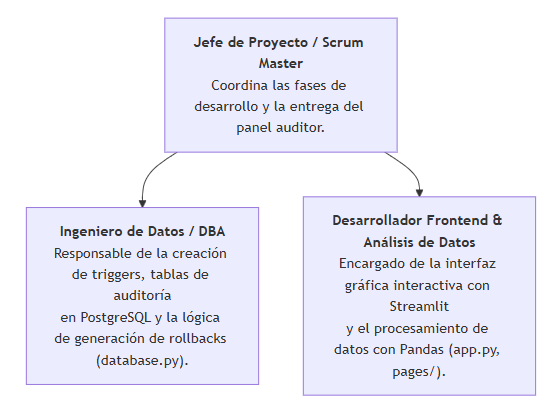 Jefe de Proyecto / Scrum
Master
Coordina las fases de
desarrollo y la entrega del
panel auditor.
Ingeniero de Datos / DBA
Responsable de la creación
de triggers, tablas de
auditoría
en PostgreSQL y la lógica
de generación de rollbacks
(database.py).
Desarrollador Frontend &
Análisis de Datos
Encargado de la interfaz
gráfica interactiva con
Streamlit
y el procesamiento de
datos con Pandas (app.py,
pages/).